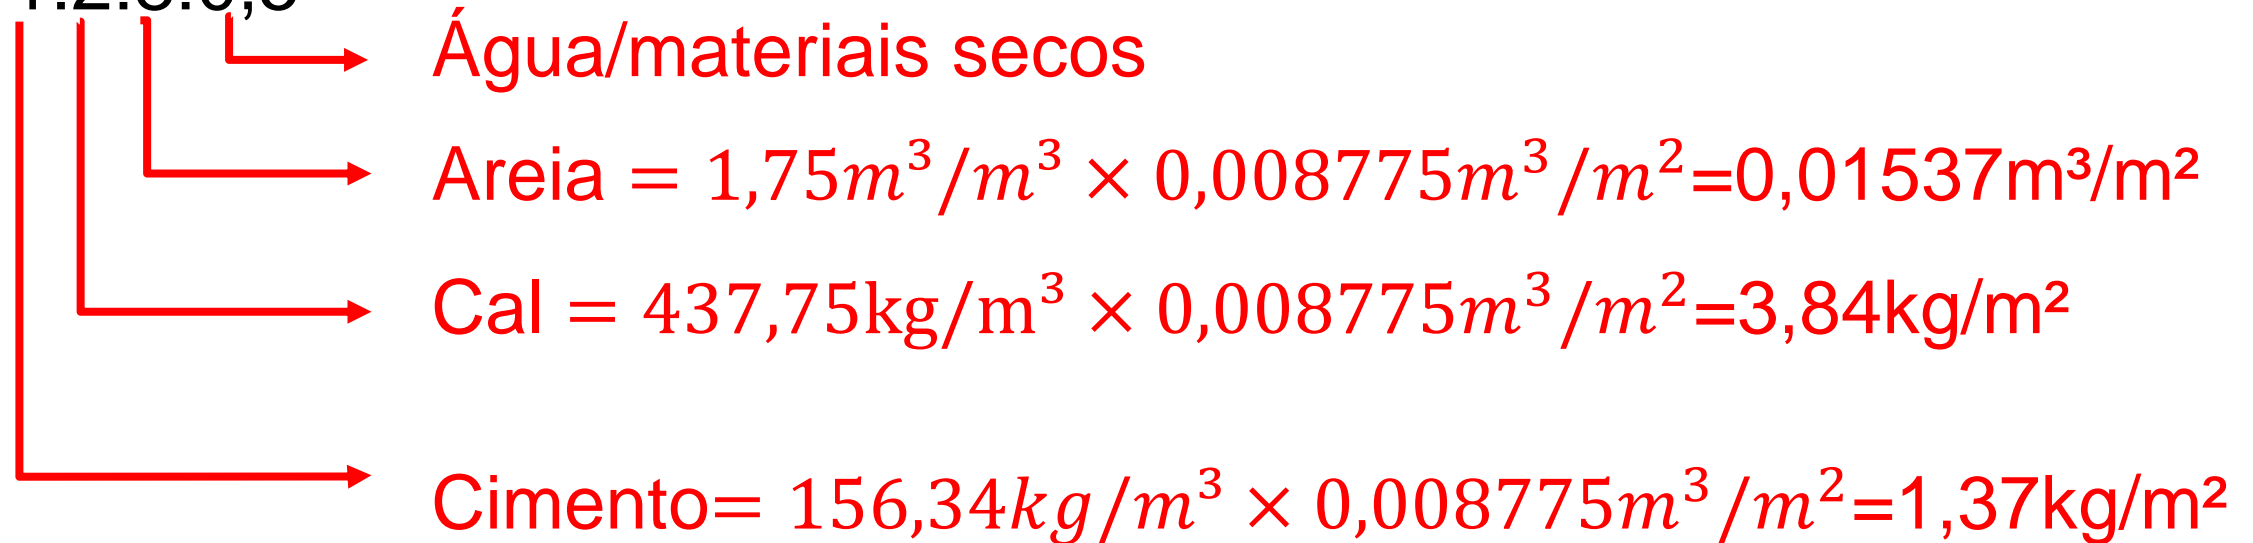 Água/materiais secos
Areia = 1,75m³/m³ × 0,008775m³/m²=0,01537m³/m²
Cal = 437,75kg/m³ × 0,008775m³/m²=3,84kg/m²
Cimento= 156,34kg/m³ × 0,008775m³/m²=1,37kg/m²